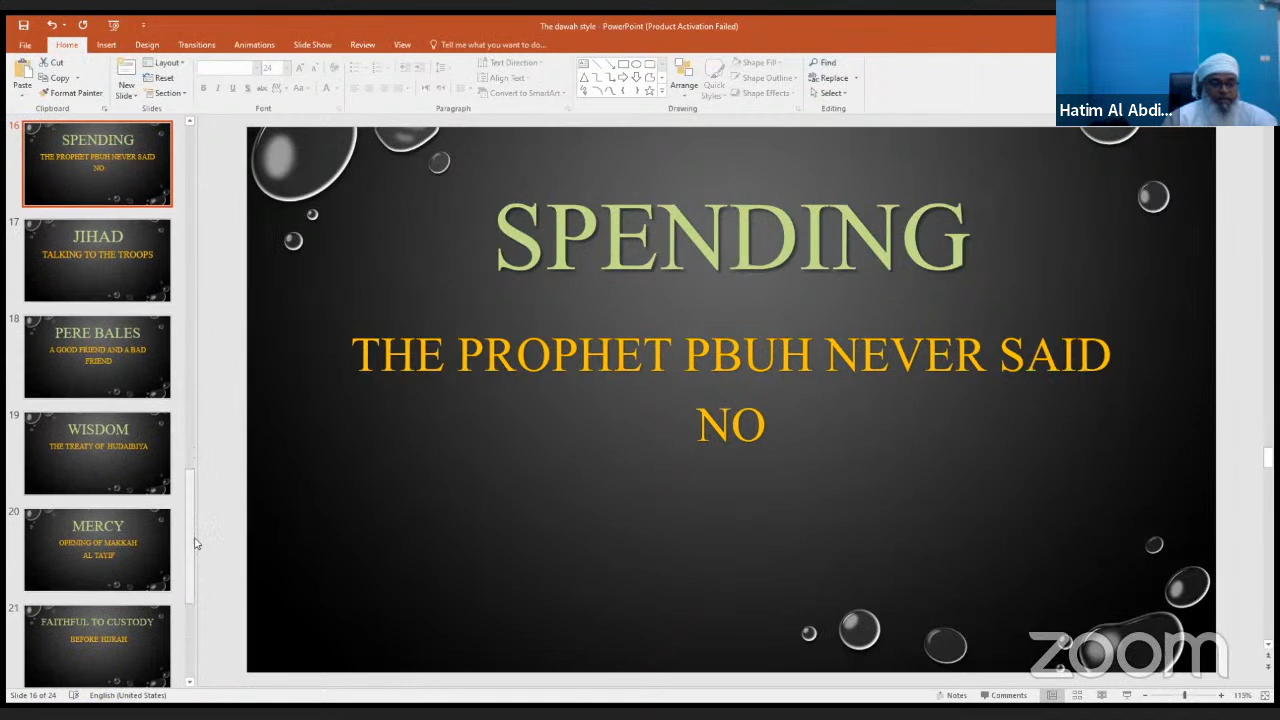 The dawah style - PowerPoint (Product Activation Failed)
File Home Insert Design Transitions Animations Slide Show Review View Tell me what you want to do...
Paste
Cut
Copy
Format Painter
Clipboard
New Slide
Layout
Reset
Section
Slides
24
Font
Text Direction
Align Text
Convert to SmartArt
Paragraph
Arrange
Quick Styles
Shape Fill
Shape Outline
Shape Effects
Drawing
Find
Replace
Select
Editing
Hatim Al Abdi...
16
SPENDING
THE PROPHET PBUH NEVER SAID
NO
17
JIHAD
TALKING TO THE TROOPS
18
PERE BALES
A GOOD FRIEND AND A BAD
FRIEND
19
WISDOM
THE TREATY OF HUDAIBIYA
20
MERCY
OPENING OF MAKKAH
AL TAYIF
21
FAITHFUL TO CUSTODY
BEFORE HIJRAH
SPENDING
THE PROPHET PBUH NEVER SAID
NO
zoom
Slide 16 of 24 English (United States) Notes Comments 115%